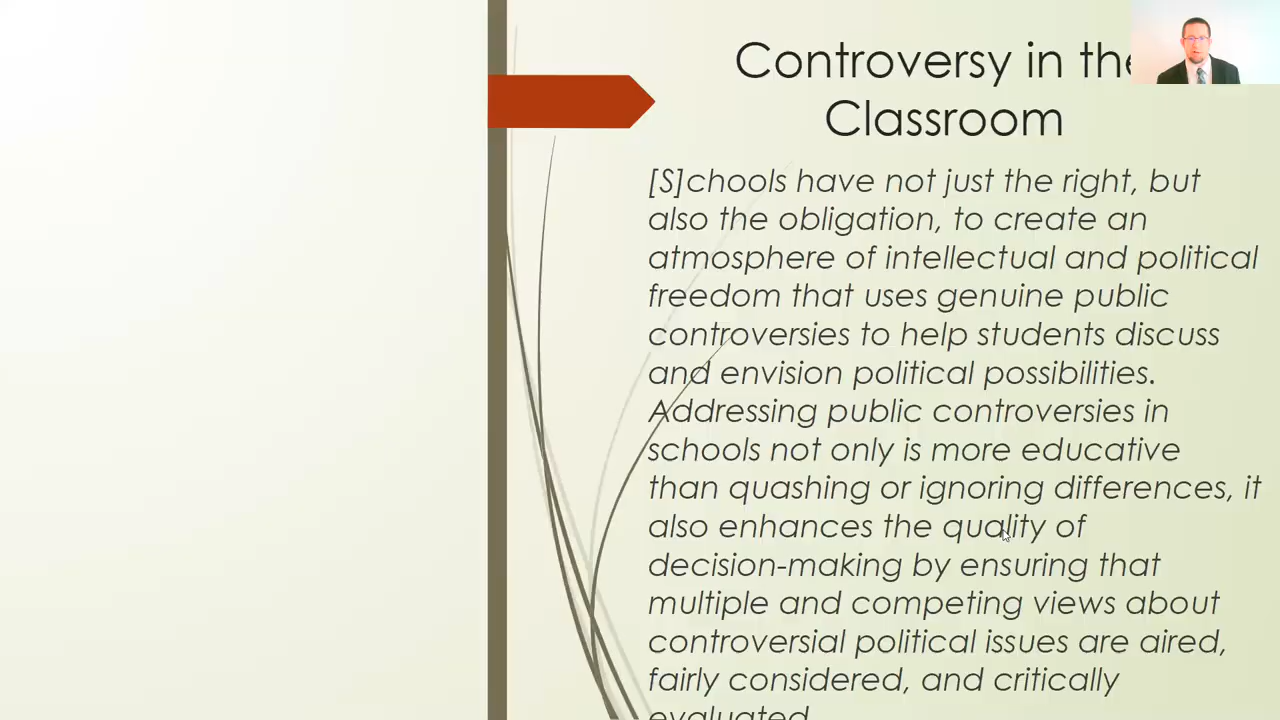 Controversy in the
Classroom
[S]chools have not just the right, but
also the obligation, to create an
atmosphere of intellectual and political
freedom that uses genuine public
controversies to help students discuss
and envision political possibilities.
Addressing public controversies in
schools not only is more educative
than quashing or ignoring differences, it
also enhances the quality of
decision-making by ensuring that
multiple and competing views about
controversial political issues are aired,
fairly considered, and critically
evaluated